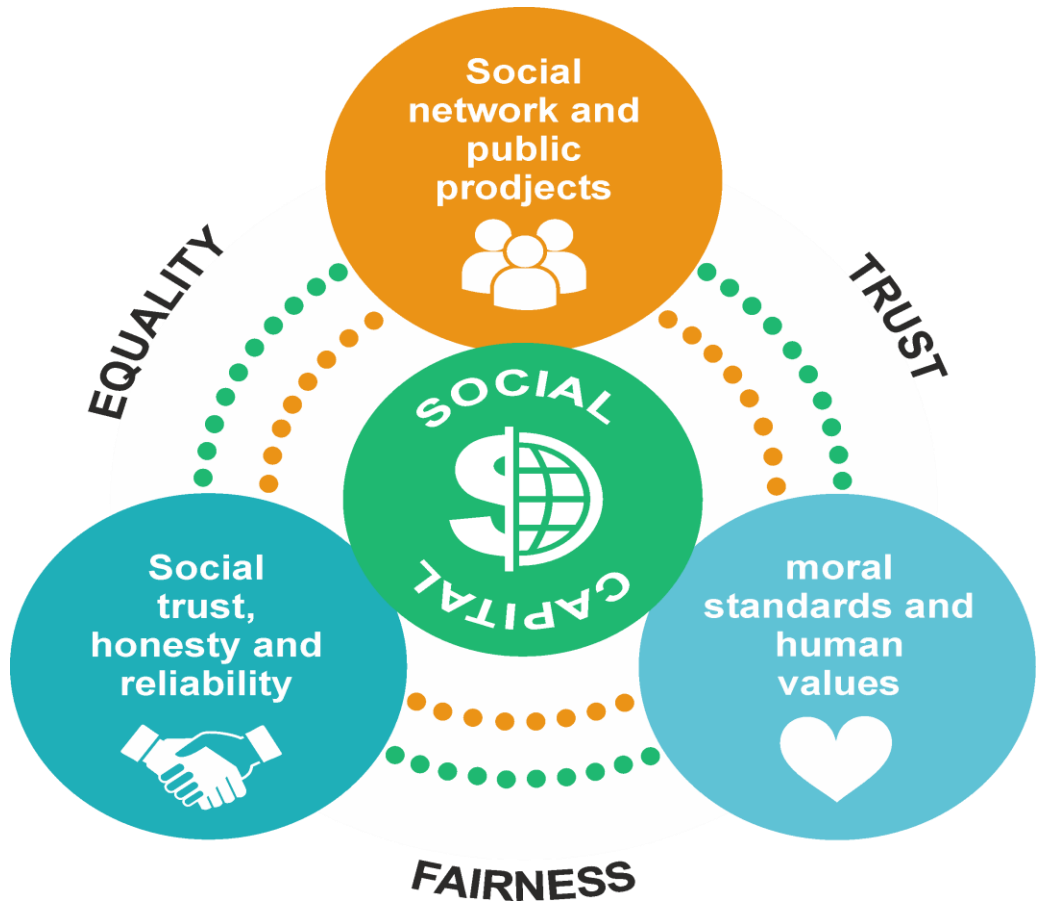 Social
network and
public
prodjects
EQUALITY
TRUST
SOCIAL
CAPITAL
Social
trust,
honesty and
reliability
moral
standards and
human
values
FAIRNESS